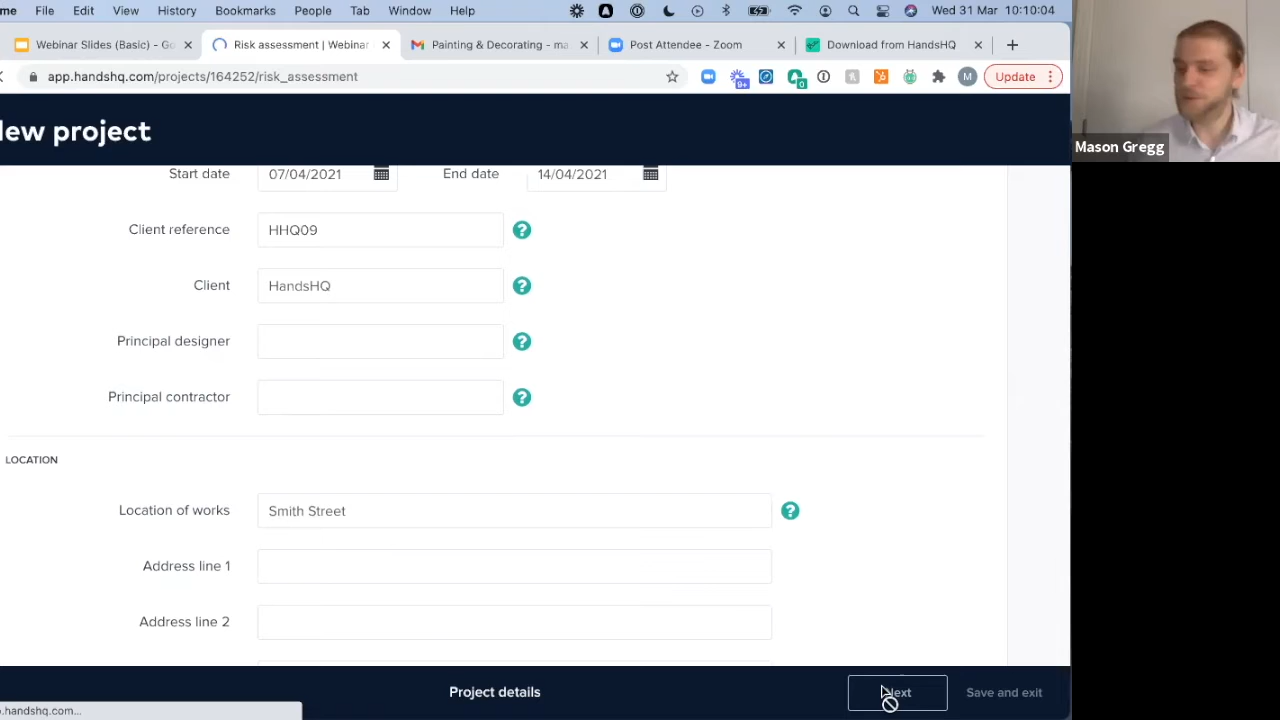 File Edit View History Bookmarks People Tab Window Help Wed 31 Mar 10:10:04
Webinar Slides (Basic) - Go Risk assessment | Webinar Painting & Decorating - ma Post Attendee - Zoom Download from HandsHQ
app.handshq.com/projects/164252/risk_assessment 9+ 0 M Update
New project
Mason Gregg
Start date 07/04/2021 End date 14/04/2021
Client reference HHQ09 ?
Client HandsHQ ?
Principal designer ?
Principal contractor ?
LOCATION
Location of works Smith Street ?
Address line 1
Address line 2
Project details Next Save and exit
p.handshq.com...